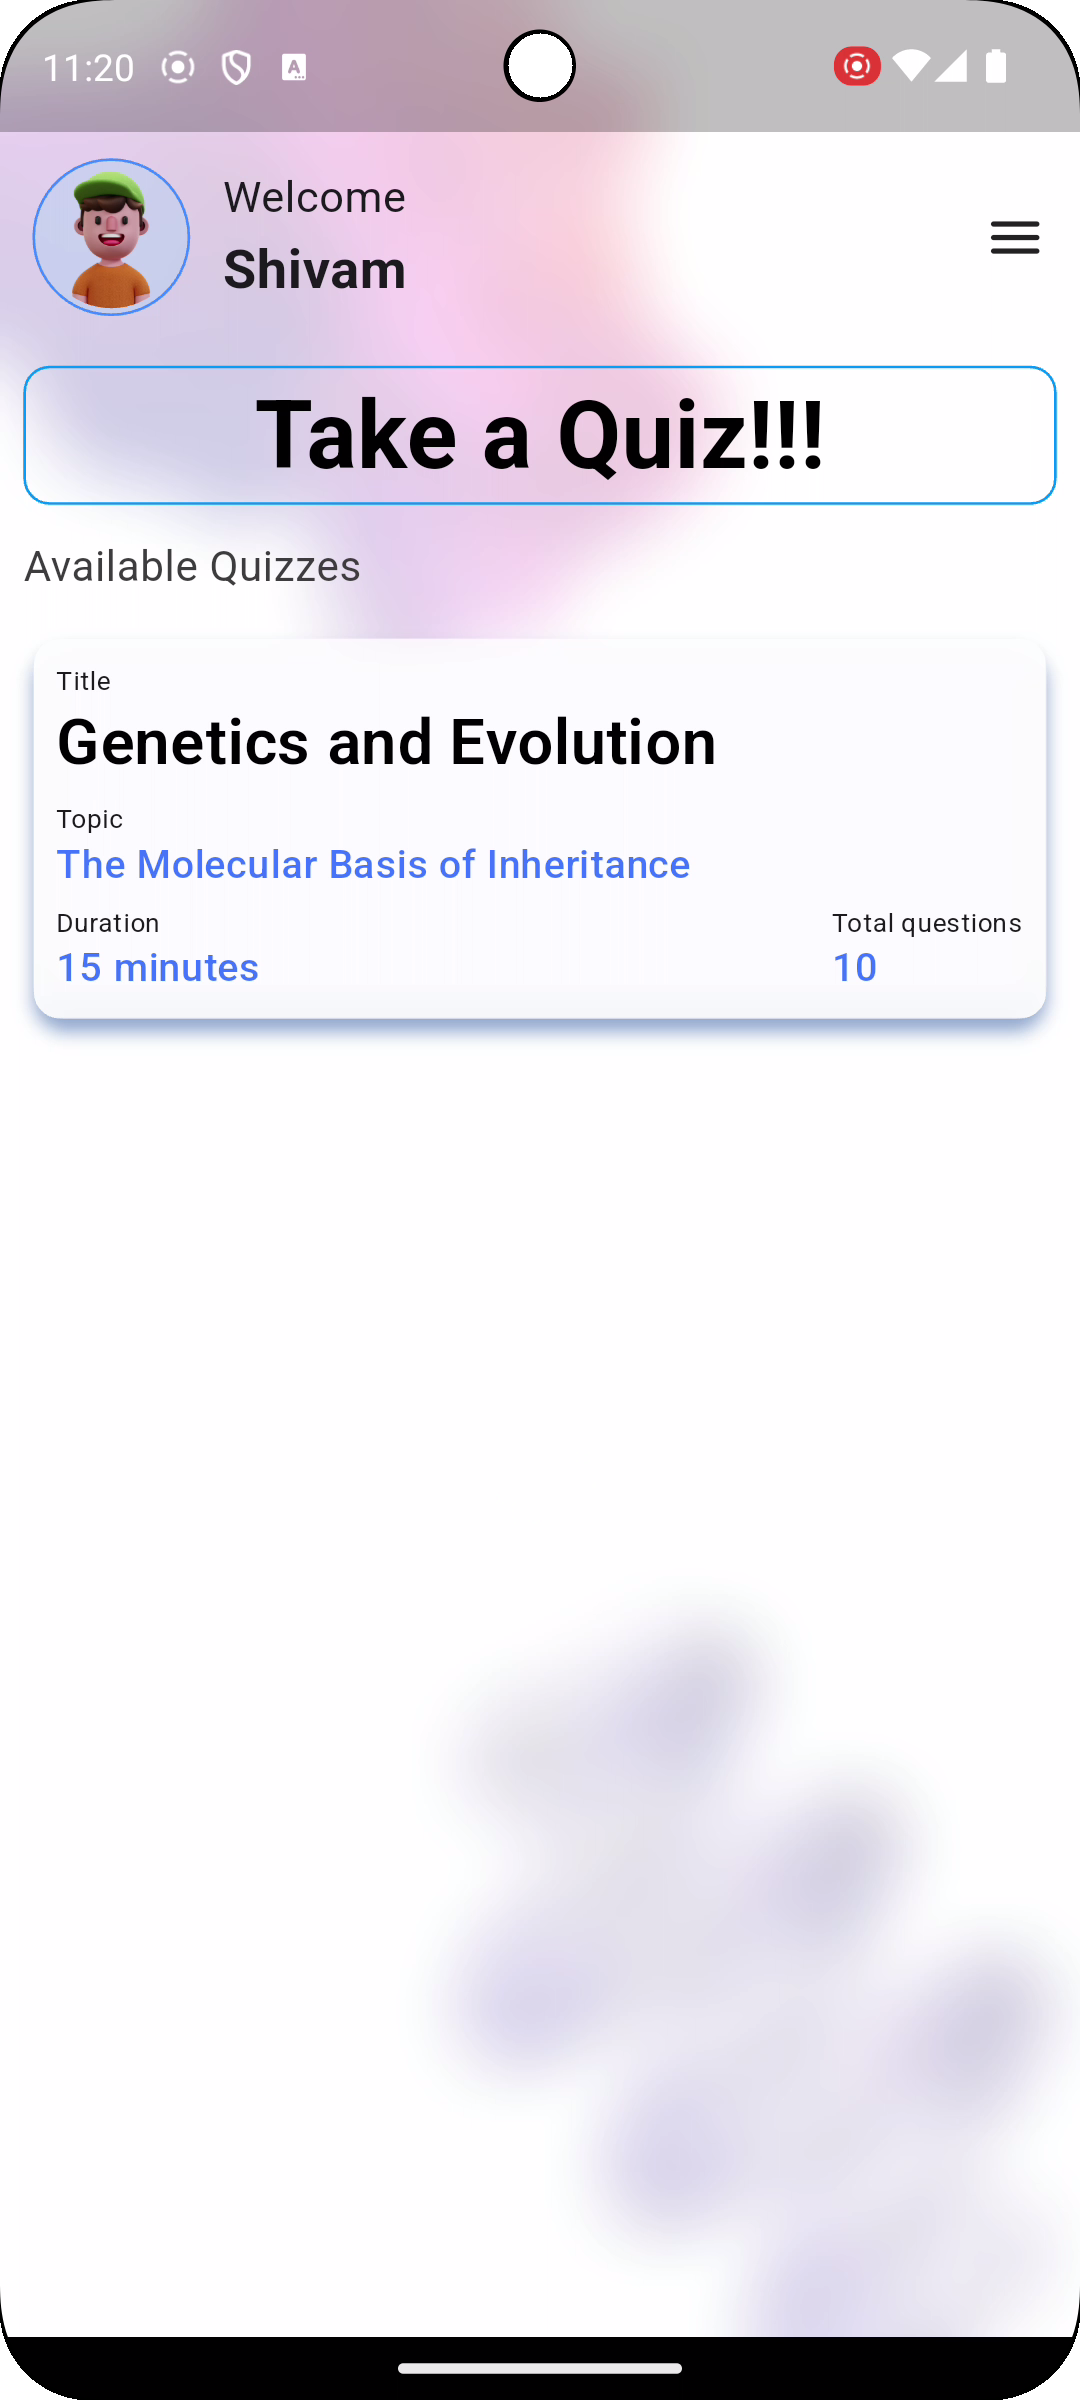 11:20
Welcome
Shivam
Take a Quiz!!!
Available Quizzes
Title
Genetics and Evolution
Topic
The Molecular Basis of Inheritance
Duration
Total questions
15 minutes
10